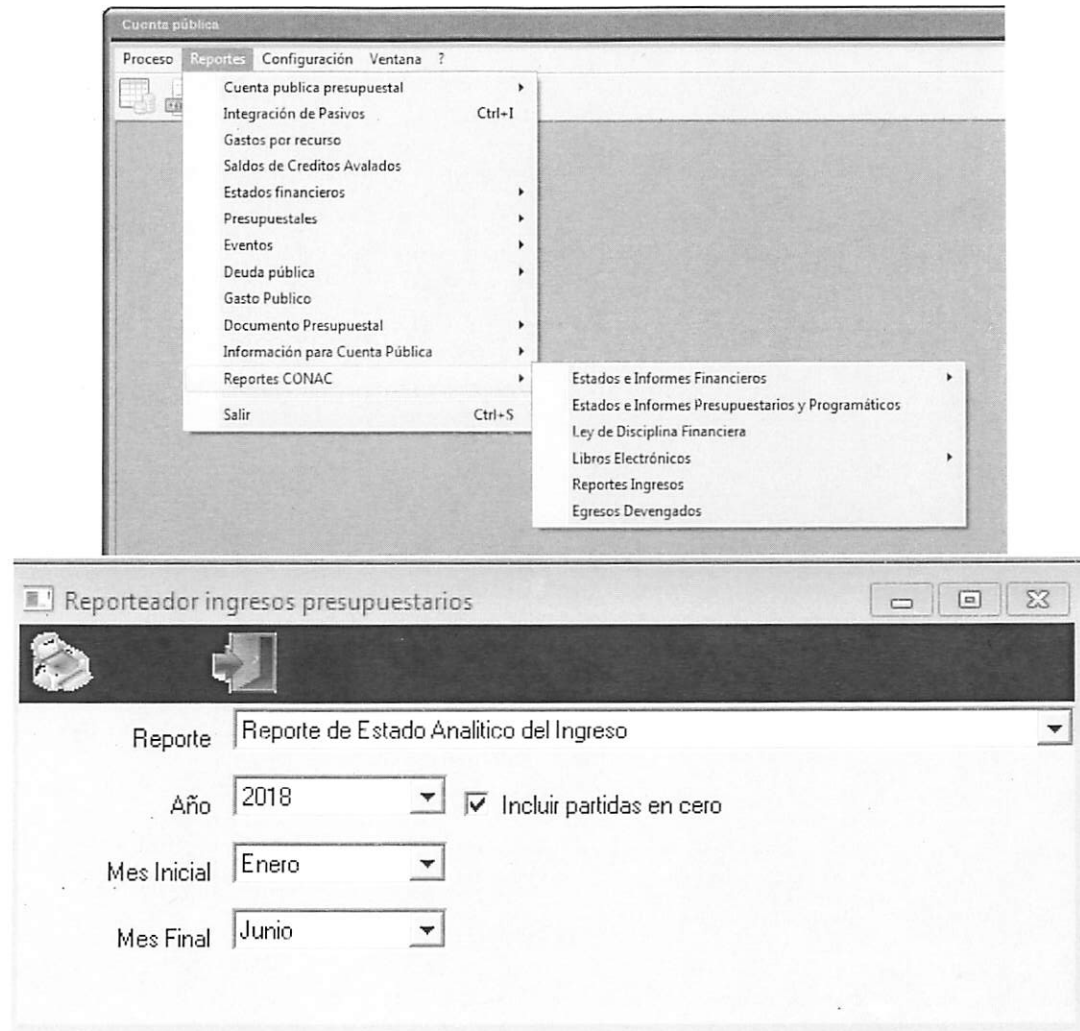 Cuenta pública
Proceso Reportes Configuración Ventana ?
Cuenta publica presupuestal
Integración de Pasivos Ctrl+I
Gastos por recurso
Saldos de Creditos Avalados
Estados financieros
Presupuestales
Eventos
Deuda pública
Gasto Publico
Documento Presupuestal
Información para Cuenta Pública
Reportes CONAC
Salir Ctrl+S
Estados e Informes Financieros
Estados e Informes Presupuestarios y Programáticos
Ley de Disciplina Financiera
Libros Electrónicos
Reportes Ingresos
Egresos Devengados
Reporteador ingresos presupuestarios
Reporte Reporte de Estado Analitico del Ingreso
Año 2018 Incluir partidas en cero
Mes Inicial Enero
Mes Final Junio